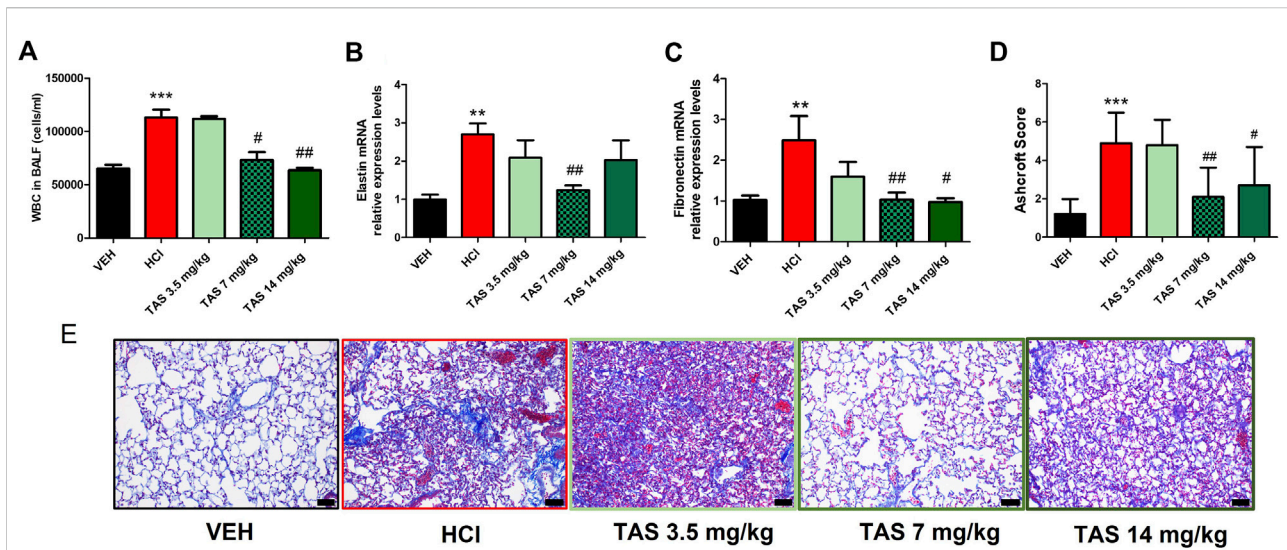 A
WBC in BALF (cells/ml)
150000
100000
50000
0
***
#
##
VEH
HCl
TAS 3.5 mg/kg
TAS 7 mg/kg
TAS 14 mg/kg
B
Elastin mRNA
relative expression levels
4
3
2
1
0
**
##
VEH
HCl
TAS 3.5 mg/kg
TAS 7 mg/kg
TAS 14 mg/kg
C
Fibronectin mRNA
relative expression levels
4
3
2
1
0
**
##
#
VEH
HCl
TAS 3.5 mg/kg
TAS 7 mg/kg
TAS 14 mg/kg
D
Ashcroft Score
8
6
4
2
0
***
##
#
VEH
HCl
TAS 3.5 mg/kg
TAS 7 mg/kg
TAS 14 mg/kg
E
VEH
HCl
TAS 3.5 mg/kg
TAS 7 mg/kg
TAS 14 mg/kg